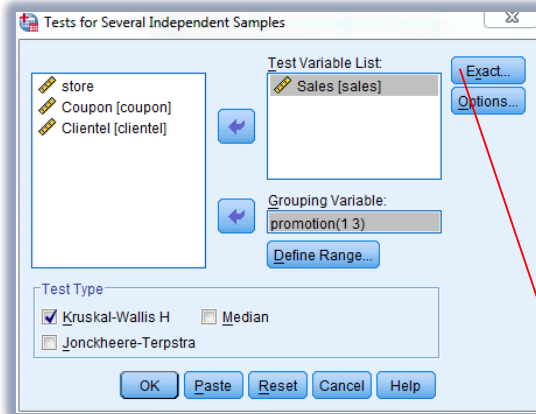 Tests for Several Independent Samples
store
Coupon [coupon]
Clientel [clientel]
Test Variable List:
Sales [sales]
Exact...
Options...
Grouping Variable:
promotion(1 3)
Define Range...
Test Type
Kruskal-Wallis H
Median
Jonckheere-Terpstra
OK
Paste
Reset
Cancel
Help